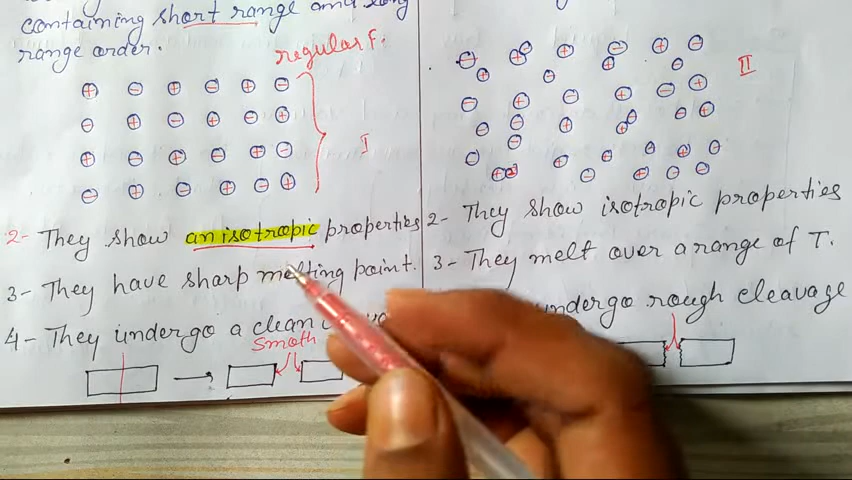 containing short range and long
range order.
regular f.
I
2- They show anisotropic properties
3- They have sharp melting point.
4- They undergo a clean
Smoth
II
2- They show isotropic properties
3- They melt over a range of T.
undergo rough cleavage